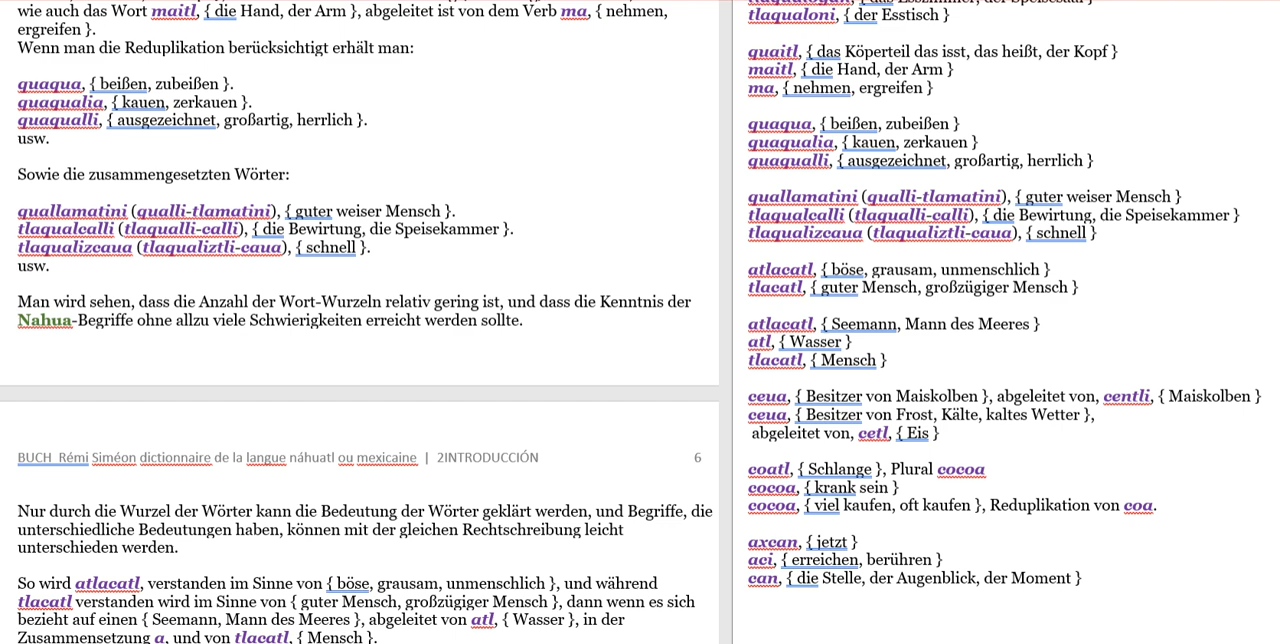 wie auch das Wort maitl, { die Hand, der Arm }, abgeleitet ist von dem Verb ma, { nehmen,
ergreifen }.
Wenn man die Reduplikation berücksichtigt erhält man:
quaqua, { beißen, zubeißen }.
quaqualia, { kauen, zerkauen }.
quaqualli, { ausgezeichnet, großartig, herrlich }.
usw.
Sowie die zusammengesetzten Wörter:
quallamatini (qualli-tlamatini), { guter weiser Mensch }.
tlaqualcalli (tlaqualli-calli), { die Bewirtung, die Speisekammer }.
tlaqualizcaua (tlaqualiztli-caua), { schnell }.
usw.
Man wird sehen, dass die Anzahl der Wort-Wurzeln relativ gering ist, und dass die Kenntnis der
Nahua-Begriffe ohne allzu viele Schwierigkeiten erreicht werden sollte.
BUCH Rémi Siméon dictionnaire de la langue náhuatl ou mexicaine | 2INTRODUCCIÓN 6
Nur durch die Wurzel der Wörter kann die Bedeutung der Wörter geklärt werden, und Begriffe, die
unterschiedliche Bedeutungen haben, können mit der gleichen Rechtschreibung leicht
unterschieden werden.
So wird atlacatl, verstanden im Sinne von { böse, grausam, unmenschlich }, und während
tlacatl verstanden wird im Sinne von { guter Mensch, großzügiger Mensch }, dann wenn es sich
bezieht auf einen { Seemann, Mann des Meeres }, abgeleitet von atl, { Wasser }, in der
Zusammensetzung a, und von tlacatl, { Mensch }.
tlaqualoni, { der Esstisch }
quaitl, { das Köperteil das isst, das heißt, der Kopf }
maitl, { die Hand, der Arm }
ma, { nehmen, ergreifen }
quaqua, { beißen, zubeißen }
quaqualia, { kauen, zerkauen }
quaqualli, { ausgezeichnet, großartig, herrlich }
quallamatini (qualli-tlamatini), { guter weiser Mensch }
tlaqualcalli (tlaqualli-calli), { die Bewirtung, die Speisekammer }
tlaqualizcaua (tlaqualiztli-caua), { schnell }
atlacatl, { böse, grausam, unmenschlich }
tlacatl, { guter Mensch, großzügiger Mensch }
atlacatl, { Seemann, Mann des Meeres }
atl, { Wasser }
tlacatl, { Mensch }
ceua, { Besitzer von Maiskolben }, abgeleitet von, centli, { Maiskolben }
ceua, { Besitzer von Frost, Kälte, kaltes Wetter },
abgeleitet von, cetl, { Eis }
coatl, { Schlange }, Plural cocoa
cocoa, { krank sein }
cocoa, { viel kaufen, oft kaufen }, Reduplikation von coa.
axcan, { jetzt }
aci, { erreichen, berühren }
can, { die Stelle, der Augenblick, der Moment }